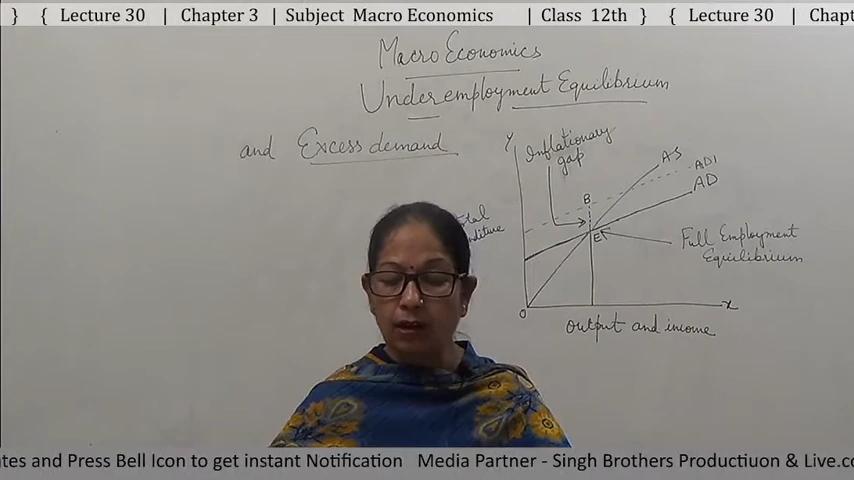 } { Lecture 30 | Chapter 3 | Subject Macro Economics | Class 12th } { Lecture 30 | Chapt
Macro Economics
Underemployment Equilibrium
and Excess demand
Y
Inflationary
gap
AS
AD1
AD
B
E
Full Employment
Equilibrium
O
x
output and income
tes and Press Bell Icon to get instant Notification Media Partner - Singh Brothers Productiuon & Live.co